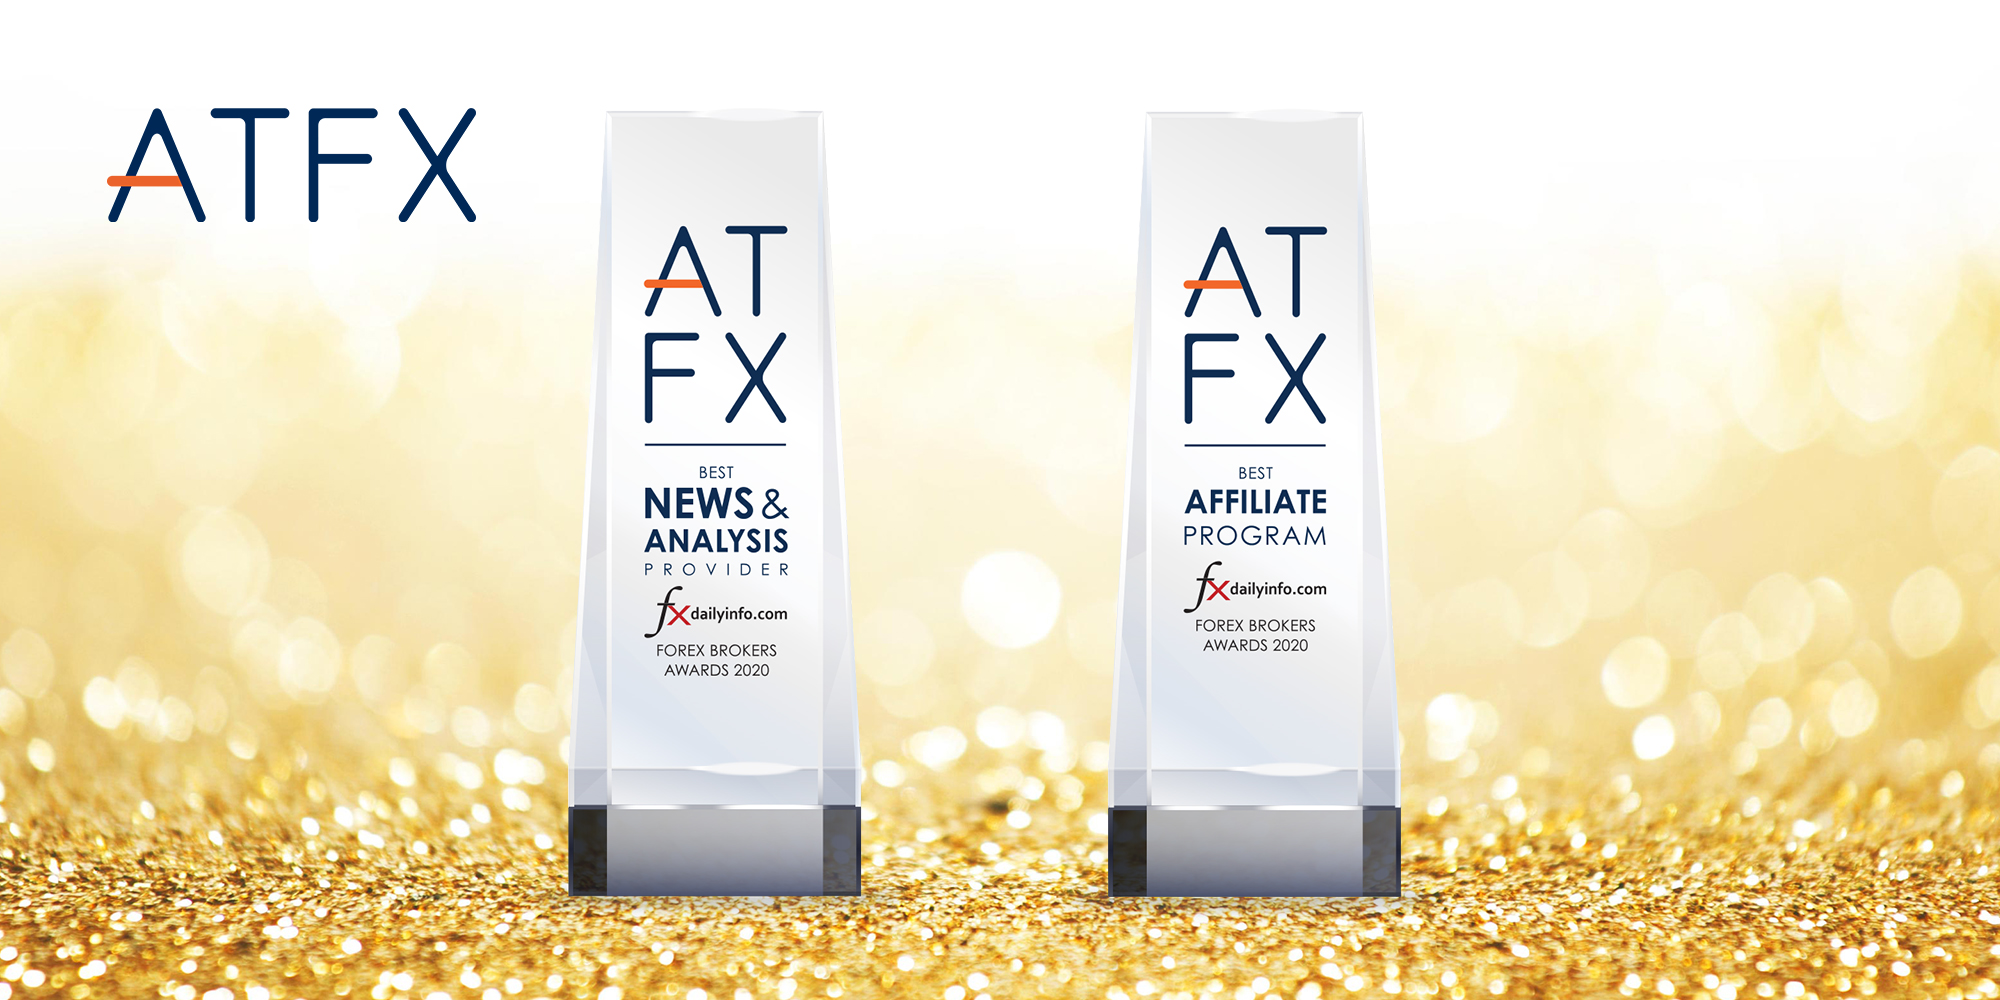 ATFX
AT
FX
BEST
NEWS &
ANALYSIS
PROVIDER
fxdailyinfo.com
FOREX BROKERS
AWARDS 2020
AT
FX
BEST
AFFILIATE
PROGRAM
fxdailyinfo.com
FOREX BROKERS
AWARDS 2020